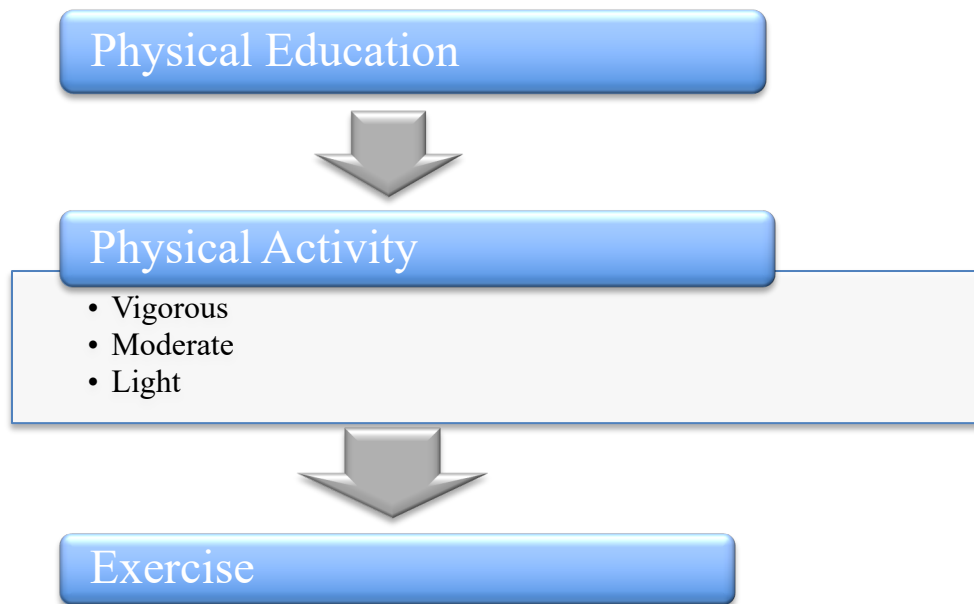 Physical Education
Physical Activity
• Vigorous
• Moderate
• Light
Exercise